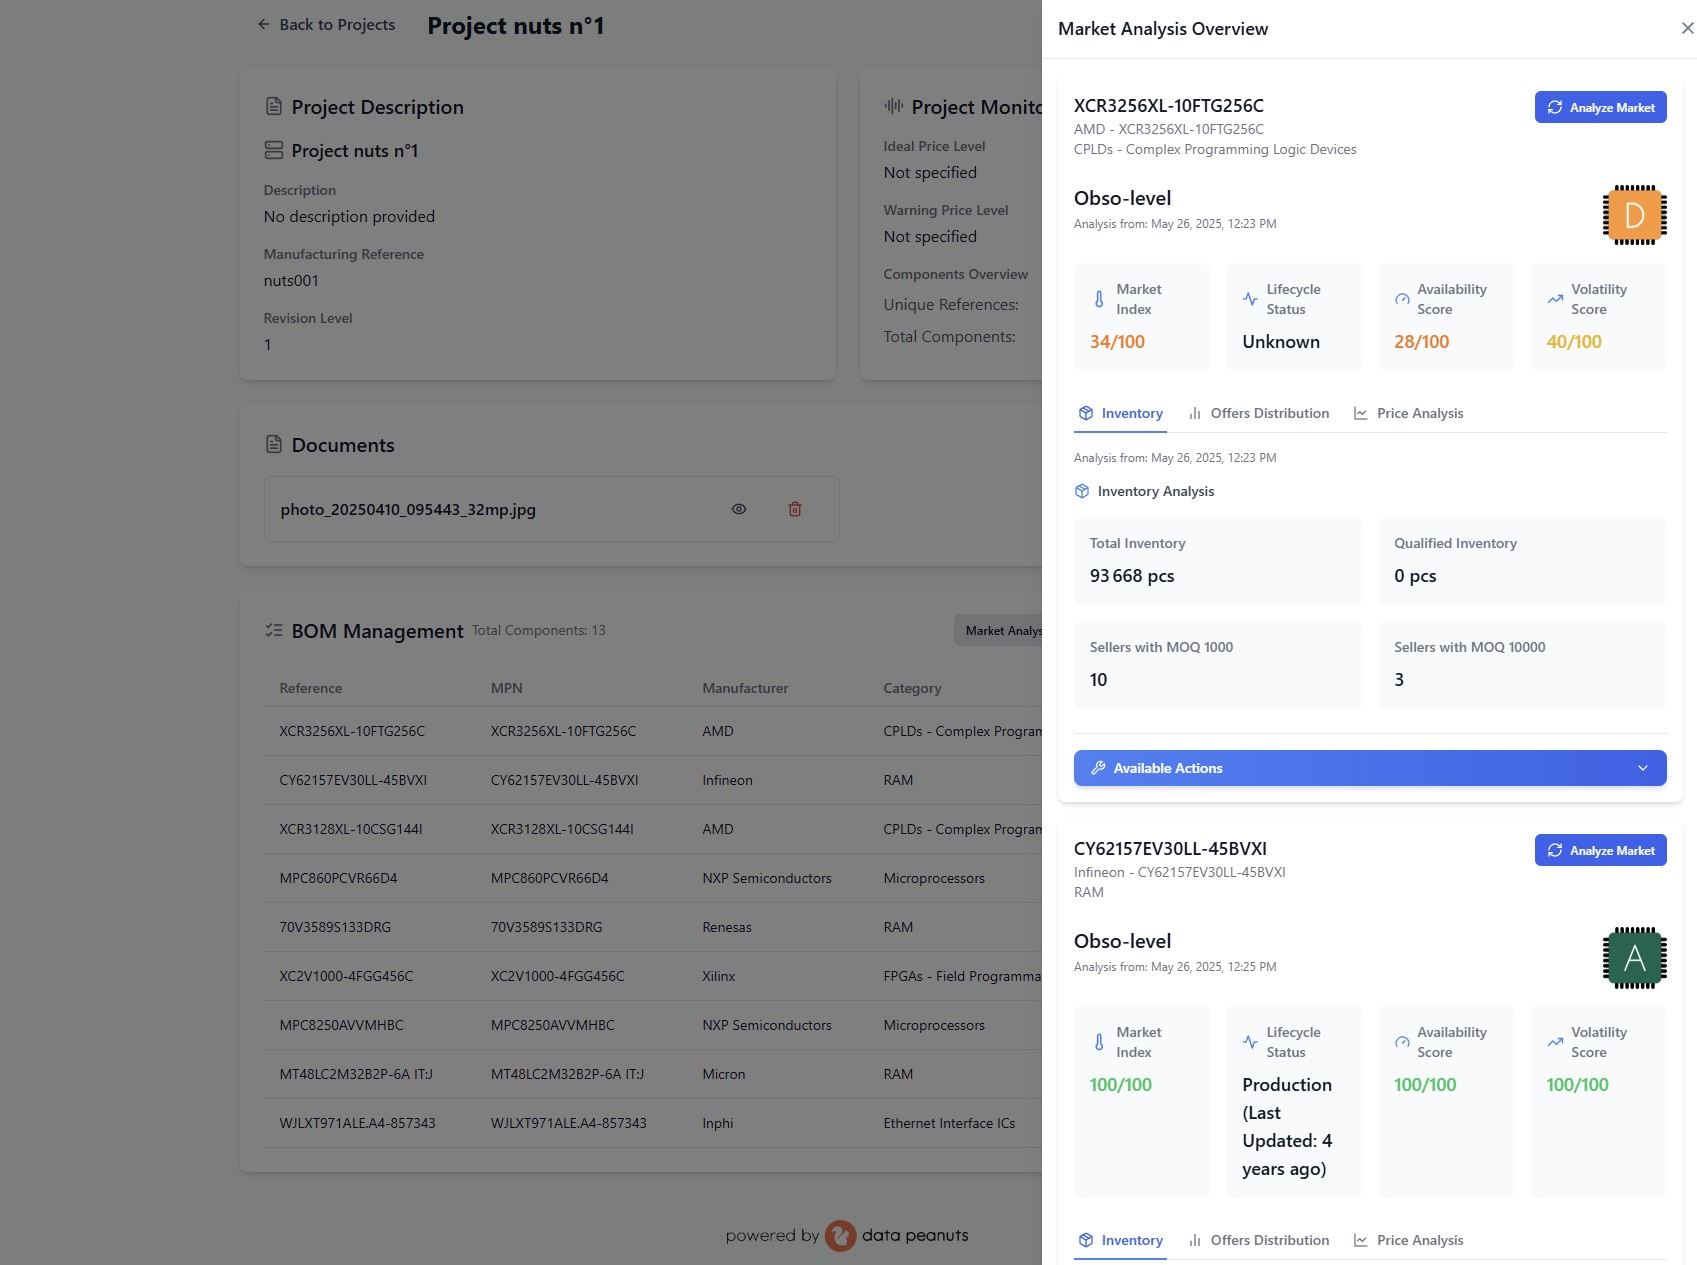 Back to Projects
Project nuts n°1
Project Description
Project nuts n°1
Description
No description provided
Manufacturing Reference
nuts001
Revision Level
1
Project Monito
Ideal Price Level
Not specified
Warning Price Level
Not specified
Components Overview
Unique References:
Total Components:
Documents
photo_20250410_095443_32mp.jpg
BOM Management Total Components: 13
Market Analys
Reference MPN Manufacturer Category
XCR3256XL-10FTG256C XCR3256XL-10FTG256C AMD CPLDs - Complex Program
CY62157EV30LL-45BVXI CY62157EV30LL-45BVXI Infineon RAM
XCR3128XL-10CSG144I XCR3128XL-10CSG144I AMD CPLDs - Complex Program
MPC860PCVR66D4 MPC860PCVR66D4 NXP Semiconductors Microprocessors
70V3589S133DRG 70V3589S133DRG Renesas RAM
XC2V1000-4FGG456C XC2V1000-4FGG456C Xilinx FPGAs - Field Programma
MPC8250AVVMHBC MPC8250AVVMHBC NXP Semiconductors Microprocessors
MT48LC2M32B2P-6A IT:J MT48LC2M32B2P-6A IT:J Micron RAM
WJLXT971ALE.A4-857343 WJLXT971ALE.A4-857343 Inphi Ethernet Interface ICs
powered by data peanuts
Market Analysis Overview
XCR3256XL-10FTG256C
Analyze Market
AMD - XCR3256XL-10FTG256C
CPLDs - Complex Programming Logic Devices
Obso-level
Analysis from: May 26, 2025, 12:23 PM
D
Market Index
34/100
Lifecycle Status
Unknown
Availability Score
28/100
Volatility Score
40/100
Inventory Offers Distribution Price Analysis
Analysis from: May 26, 2025, 12:23 PM
Inventory Analysis
Total Inventory
93 668 pcs
Qualified Inventory
0 pcs
Sellers with MOQ 1000
10
Sellers with MOQ 10000
3
Available Actions
CY62157EV30LL-45BVXI
Analyze Market
Infineon - CY62157EV30LL-45BVXI
RAM
Obso-level
Analysis from: May 26, 2025, 12:25 PM
A
Market Index
100/100
Lifecycle Status
Production
(Last
Updated: 4
years ago)
Availability Score
100/100
Volatility Score
100/100
Inventory Offers Distribution Price Analysis